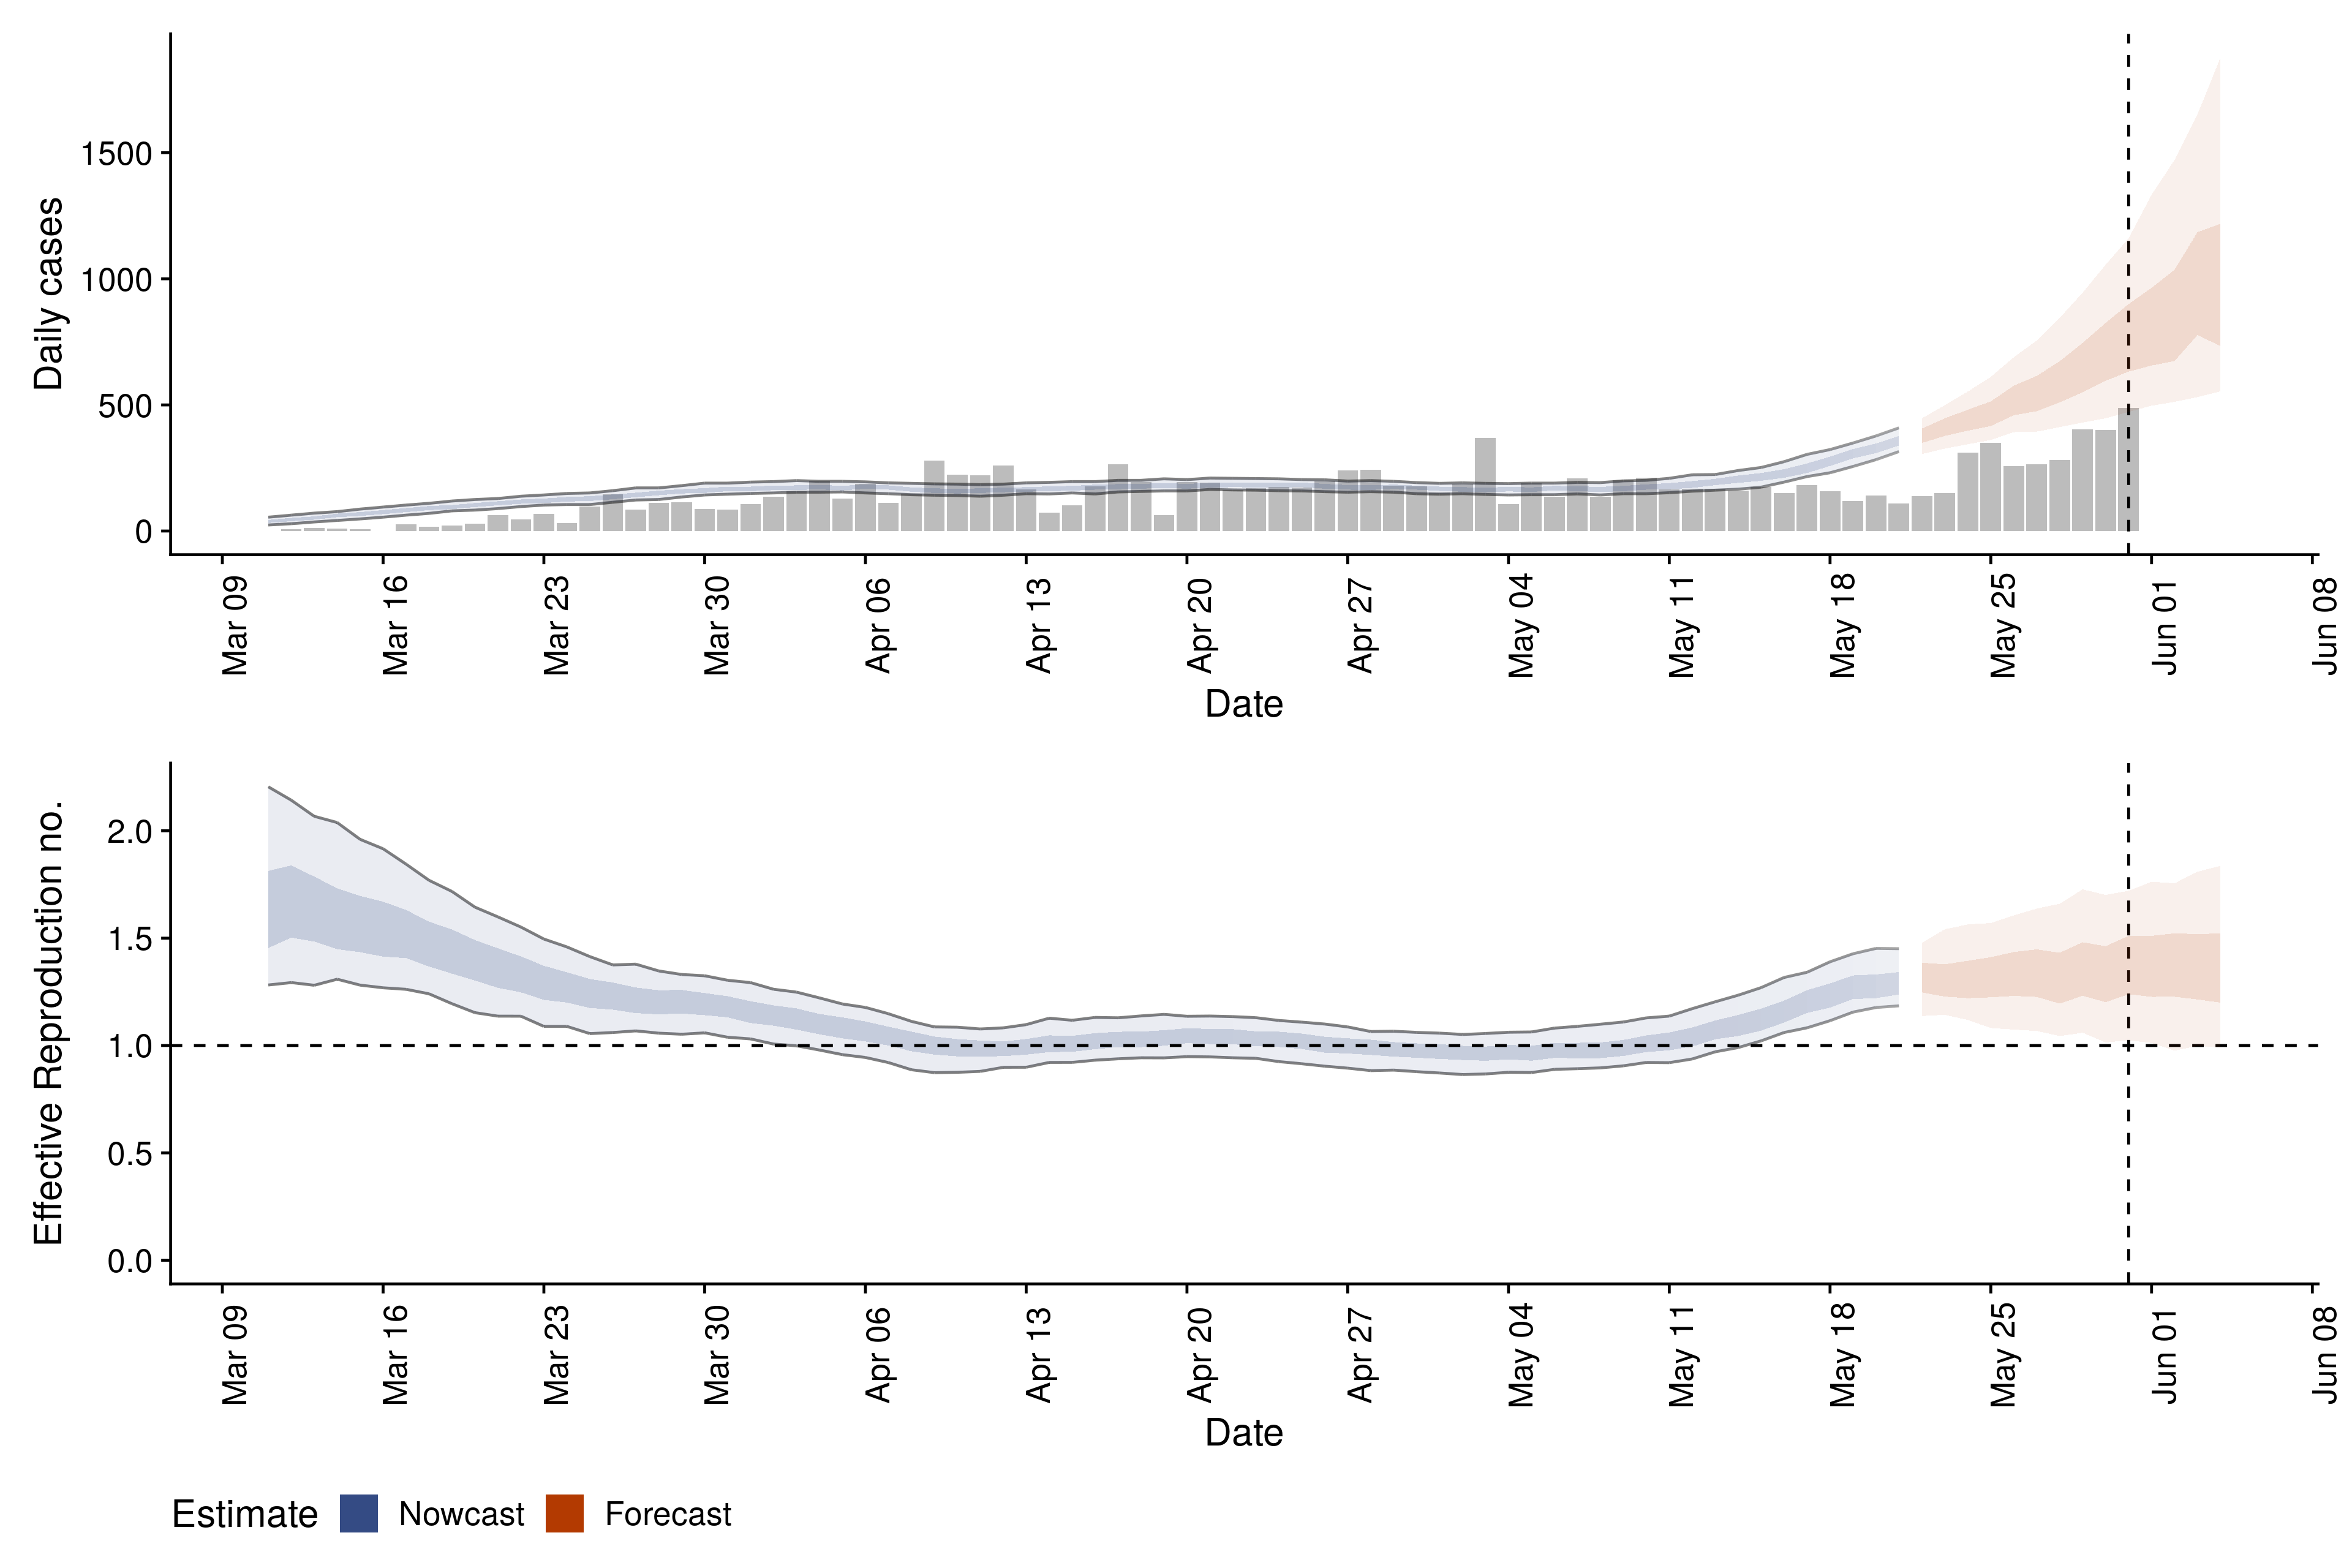 Daily cases
1500
1000
500
0
Mar 09
Mar 16
Mar 23
Mar 30
Apr 06
Apr 13
Apr 20
Apr 27
May 04
May 11
May 18
May 25
Jun 01
Jun 08
Date
Effective Reproduction no.
2.0
1.5
1.0
0.5
0.0
Mar 09
Mar 16
Mar 23
Mar 30
Apr 06
Apr 13
Apr 20
Apr 27
May 04
May 11
May 18
May 25
Jun 01
Jun 08
Date
Estimate Nowcast Forecast